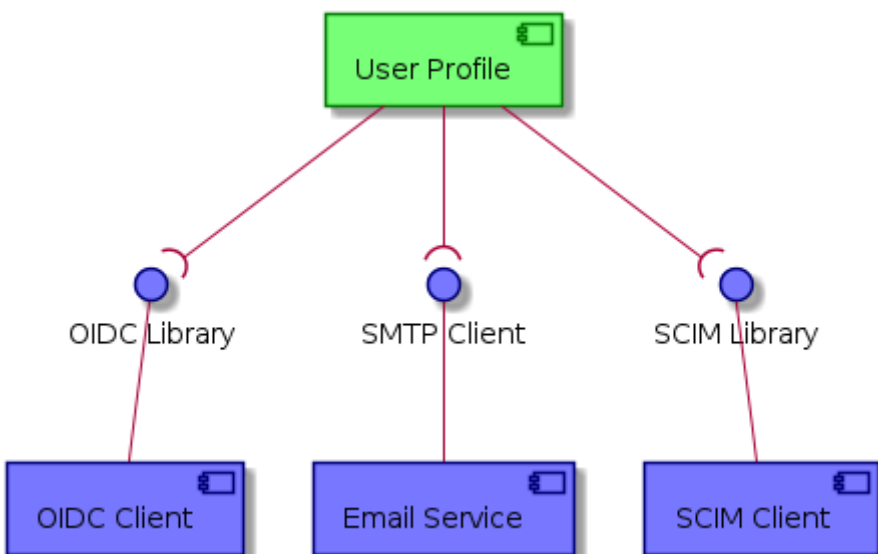 User Profile
OIDC Library
SMTP Client
SCIM Library
OIDC Client
Email Service
SCIM Client